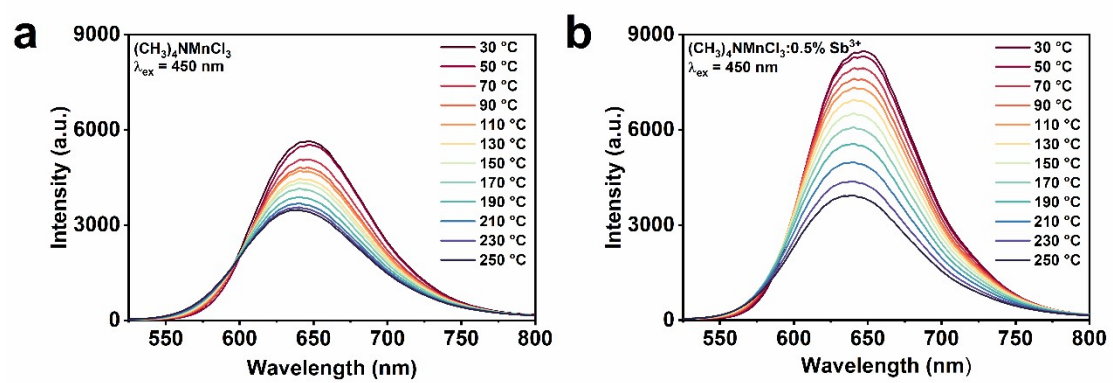 a
(CH₃)₄NMnCl₃
λex = 450 nm
30 °C
50 °C
70 °C
90 °C
110 °C
130 °C
150 °C
170 °C
190 °C
210 °C
230 °C
250 °C
9000
6000
3000
0
Intensity (a.u.)
550 600 650 700 750 800
Wavelength (nm)
b
(CH₃)₄NMnCl₃:0.5% Sb³⁺
λex = 450 nm
30 °C
50 °C
70 °C
90 °C
110 °C
130 °C
150 °C
170 °C
190 °C
210 °C
230 °C
250 °C
9000
6000
3000
0
Intensity (a.u.)
550 600 650 700 750 800
Wavelength (nm)